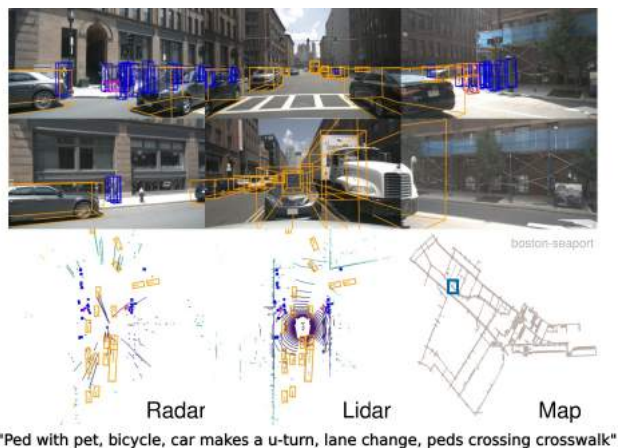 boston-seaport
Radar
Lidar
Map
"Ped with pet, bicycle, car makes a u-turn, lane change, peds crossing crosswalk"